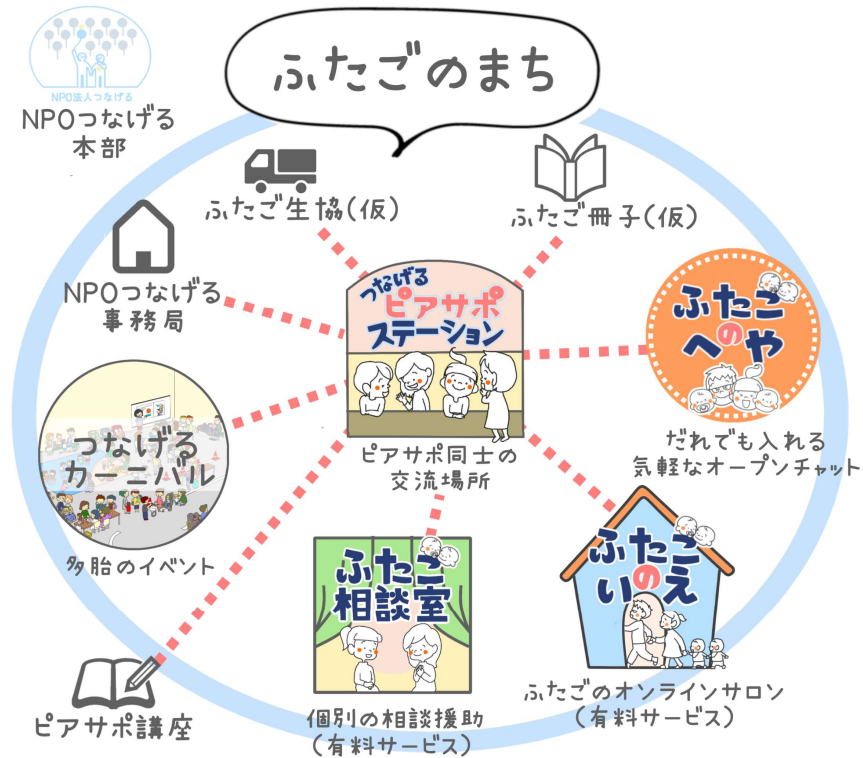 ふたごのまち
NPO法人つなげる
NPOつなげる
本部
ふたご生協(仮)
ふたご冊子(仮)
NPOつなげる
事務局
つなげる
ピアサポ
ステーション
ピアサポ同士の
交流場所
ふたご
へのや
だれでも入れる
気軽なオープンチャット
つなげる
カーニバル
多胎のイベント
ふたご
相談室
個別の相談援助
(有料サービス)
ふたご
いのえ
ふたごのオンラインサロン
(有料サービス)
ピアサポ講座